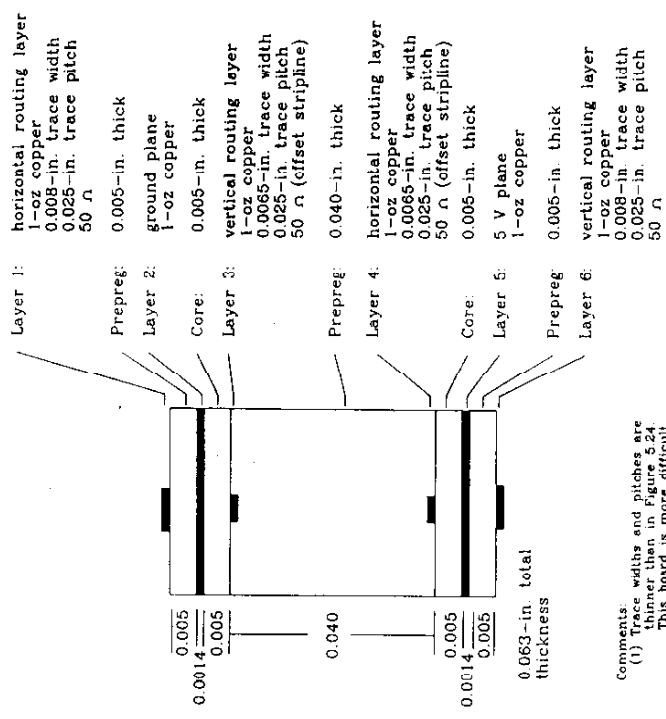 Layer 1: horizontal routing layer
1-oz copper
0.008-in. trace width
0.025-in. trace pitch
50 Ω
Prepreg: 0.005-in. thick
Layer 2: ground plane
1-oz copper
Core: 0.005-in. thick
Layer 3: vertical routing layer
1-oz copper
0.0065-in. trace width
0.025-in. trace pitch
50 Ω (offset stripline)
Prepreg: 0.040-in. thick
Layer 4: horizontal routing layer
1-oz copper
0.0065-in. trace width
0.025-in. trace pitch
50 Ω (offset stripline)
Core: 0.005-in. thick
Layer 5: 5 V plane
1-oz copper
Prepreg: 0.005-in. thick
Layer 6: vertical routing layer
1-oz copper
0.008-in. trace width
0.025-in. trace pitch
50 Ω
0.005
0.0014
0.005
0.040
0.005
0.0014
0.005
0.063-in. total
thickness
Comments:
(1) Trace widths and pitches are
thinner than in Figure 5.24.
This board is more difficult